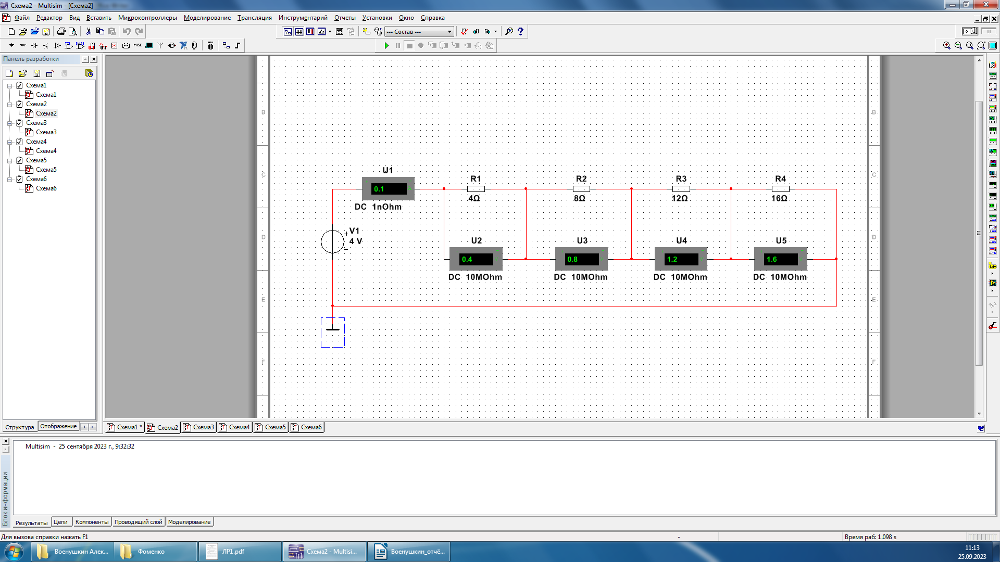 Схема2 - Multisim - [Схема2]
Файл Редактор Вид Вставить Микроконтроллеры Моделирование Трансляция Инструментарий Отчеты Установки Окно Справка
--- Состав ---
MISC
Панель разработки
Схема1
Схема1
Схема2
Схема2
Схема3
Схема3
Схема4
Схема4
Схема5
Схема5
Схема6
Схема6
Структура Отображение
B B
C C
D D
E E
F F
U1
0.1
DC 1nOhm
V1
4 V
R1
4Ω
R2
8Ω
R3
12Ω
R4
16Ω
U2
0.4 V
DC 10MOhm
U3
0.8 V
DC 10MOhm
U4
1.2 V
DC 10MOhm
U5
1.6 V
DC 10MOhm
Схема1 * Схема2 Схема3 Схема4 Схема5 Схема6
Блок информации
Multisim - 25 сентября 2023 г., 9:32:32
Результаты Цепи Компоненты Проводящий слой Моделирование
Для вызова справки нажать F1
-
Время раб: 1.098 s
Военушкин Алек...
Фоменко
ЛР1.pdf
Схема2 - Multisi...
Военушкин_отчё...
11:13
25.09.2023